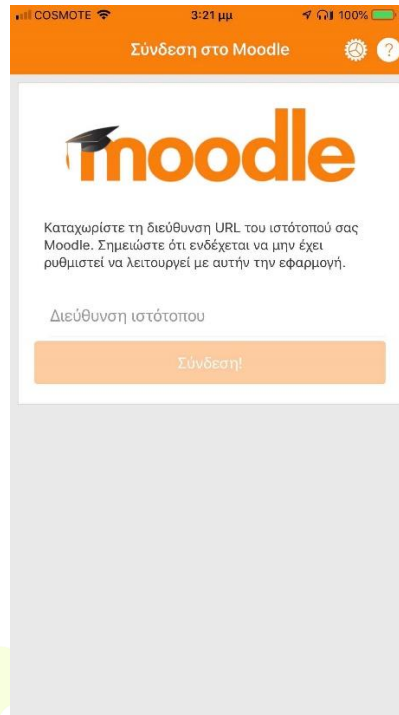 COSMOTE 3:21 μμ 100%
Σύνδεση στο Moodle ?
moodle
Καταχωρίστε τη διεύθυνση URL του ιστότοπού σας
Moodle. Σημειώστε ότι ενδέχεται να μην έχει
ρυθμιστεί να λειτουργεί με αυτήν την εφαρμογή.
Διεύθυνση ιστότοπου
Σύνδεση!